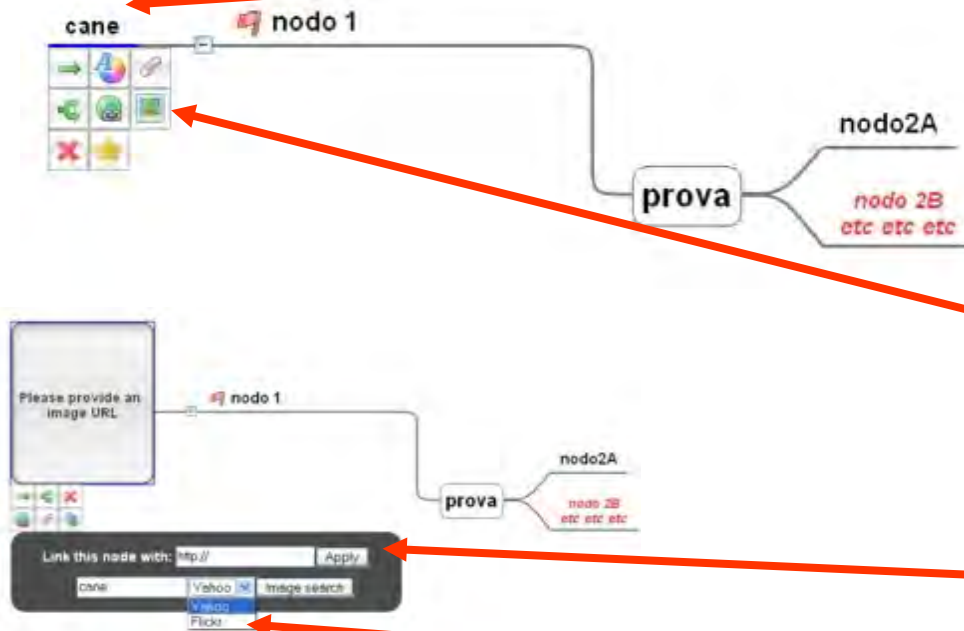 cane
nodo 1
nodo2A
prova
nodo 2B
etc etc etc
Please provide an
image URL
nodo 1
nodo2A
prova
nodo 2B
etc etc etc
Link this node with: http:// Apply
cane Yahoo Image search
Yahoo
Flickr